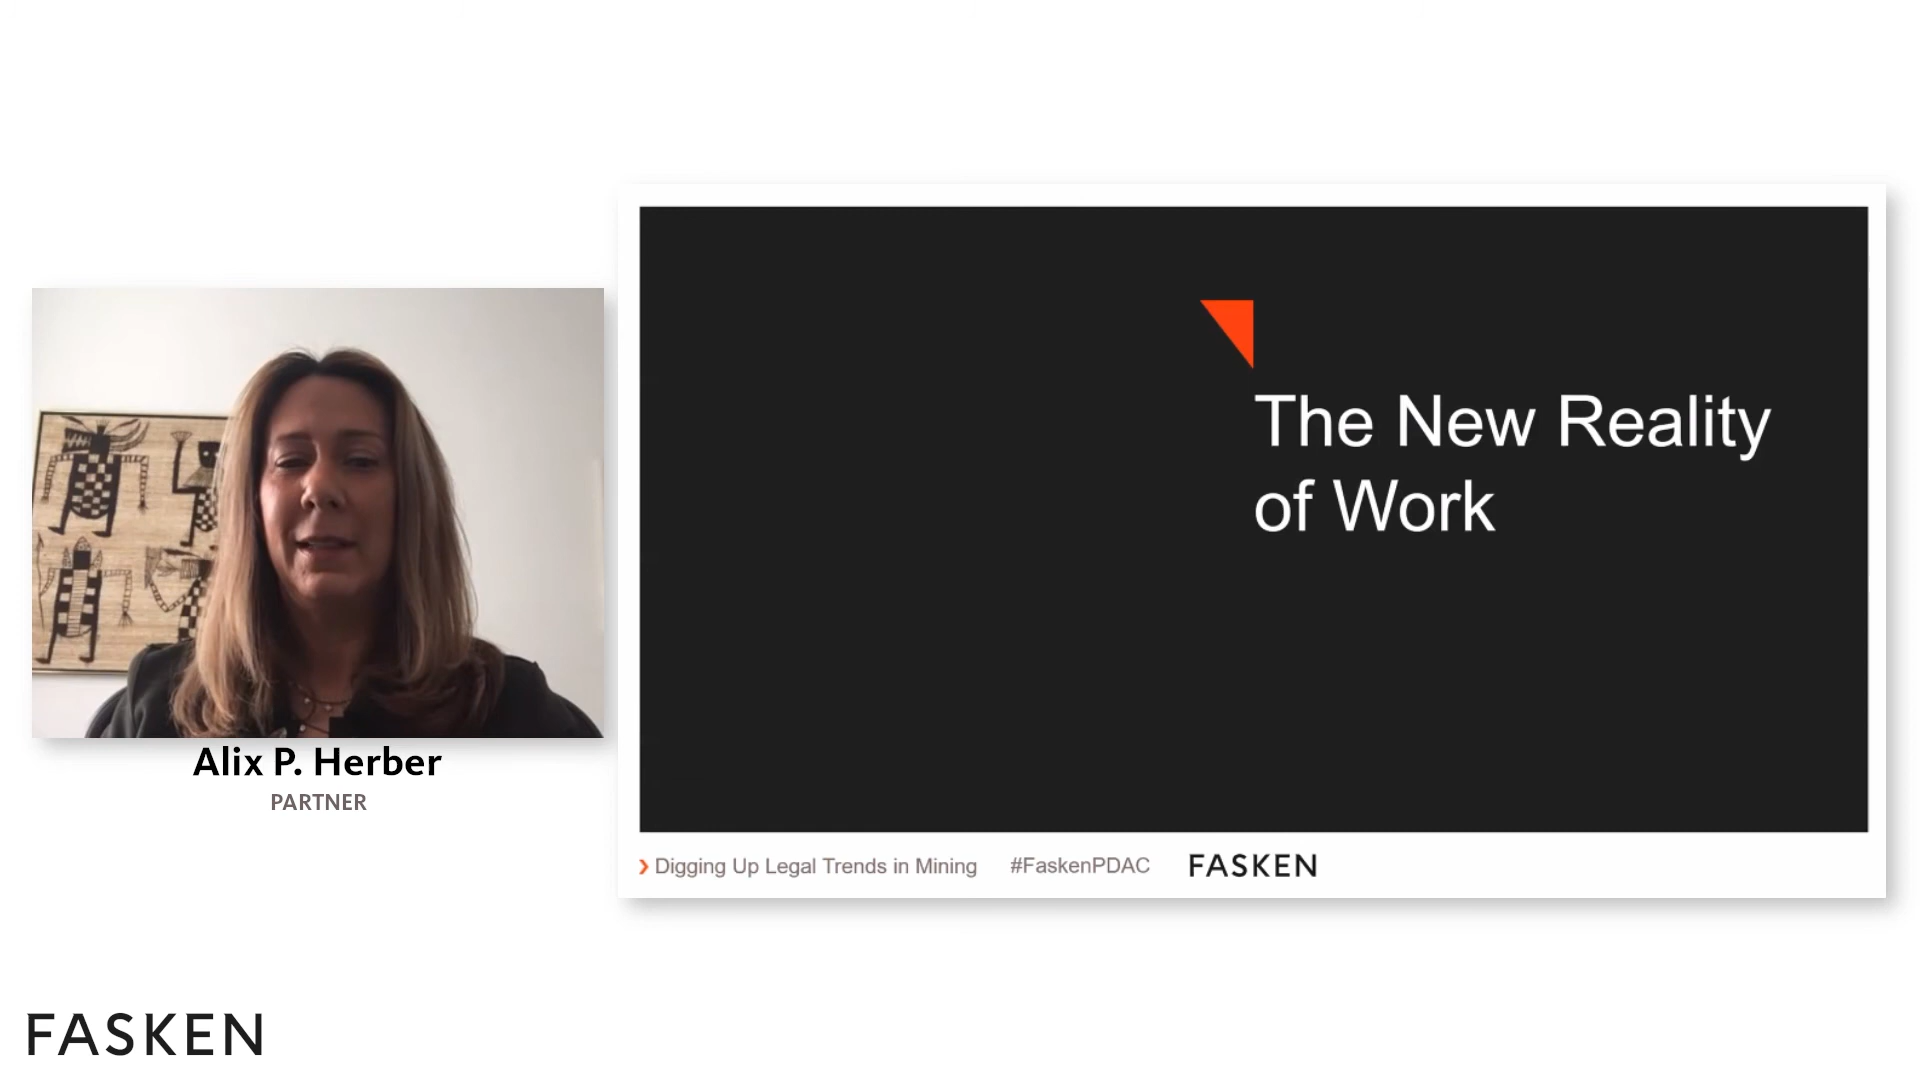 The New Reality
of Work
Alix P. Herber
PARTNER
› Digging Up Legal Trends in Mining #FaskenPDAC FASKEN
FASKEN